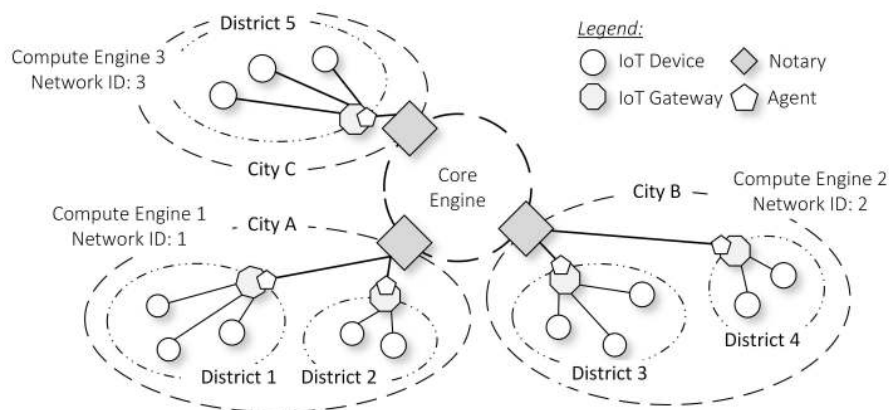 District 5
Compute Engine 3
Network ID: 3
City C
Legend:
IoT Device
Notary
IoT Gateway
Agent
Core
Engine
City B
Compute Engine 2
Network ID: 2
Compute Engine 1
Network ID: 1
City A
District 1
District 2
District 3
District 4